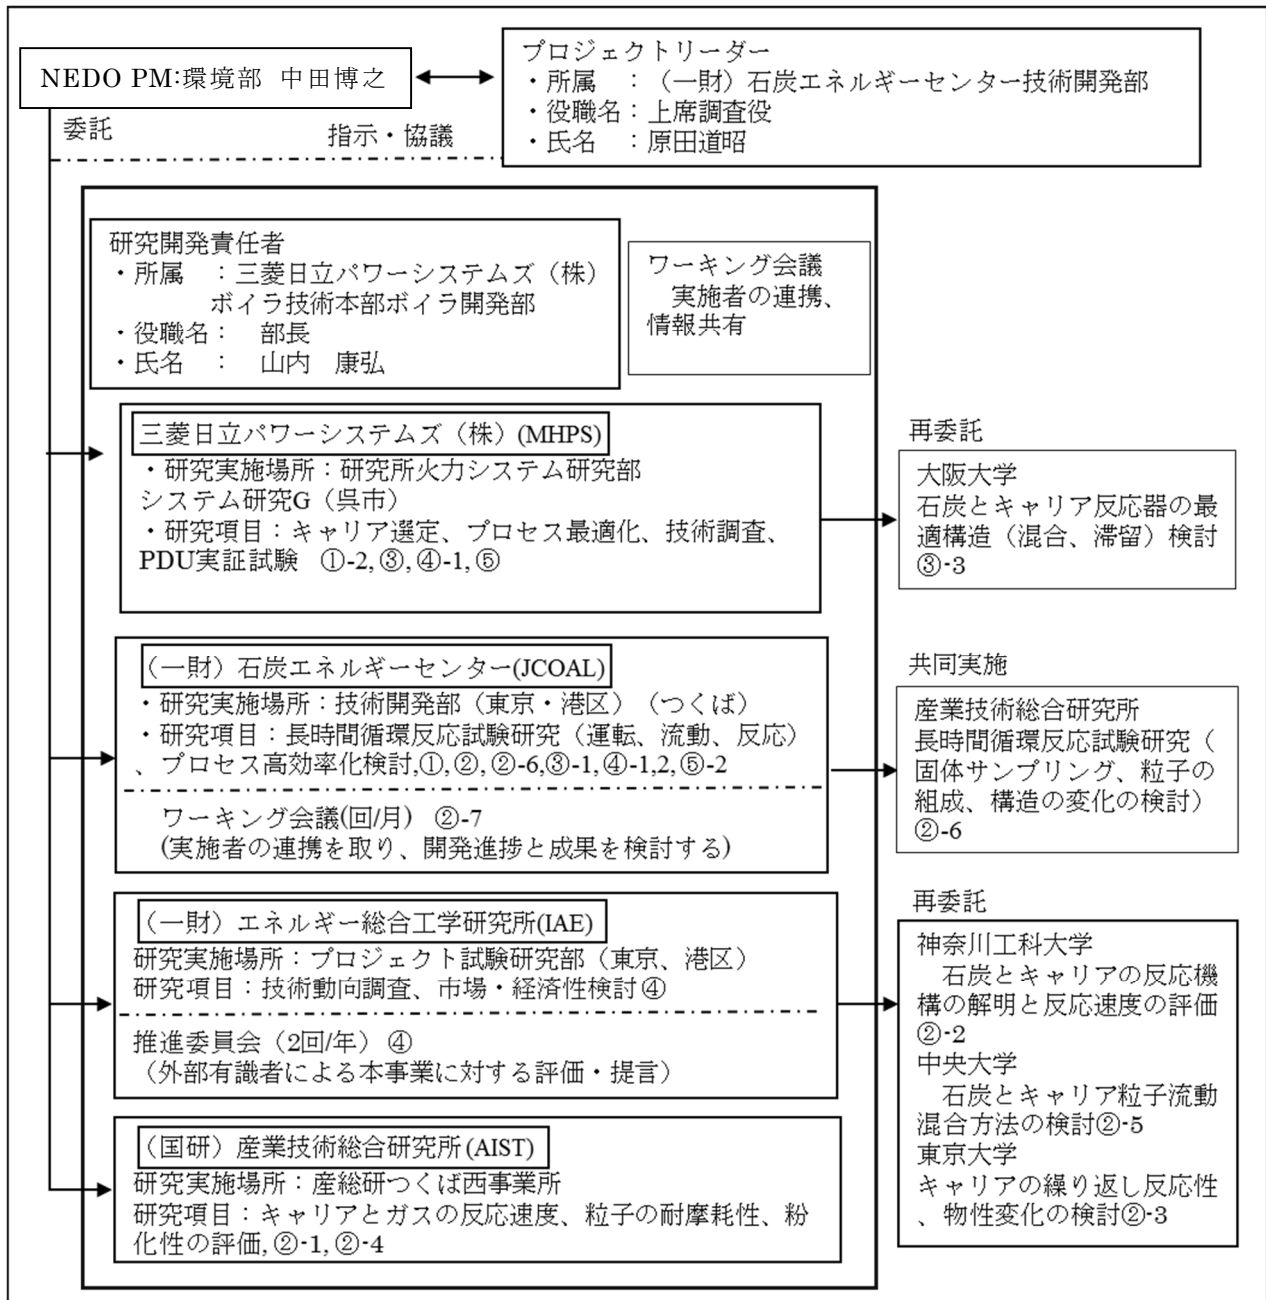 NEDO PM:環境部 中田博之
プロジェクトリーダー
・所属 ：（一財）石炭エネルギーセンター技術開発部
・役職名：上席調査役
・氏名 ：原田道昭
委託
指示・協議
研究開発責任者
・所属 ：三菱日立パワーシステムズ（株）
ボイラ技術本部ボイラ開発部
・役職名： 部長
・氏名 ： 山内 康弘
ワーキング会議
実施者の連携、
情報共有
三菱日立パワーシステムズ（株）(MHPS)
・研究実施場所：研究所火力システム研究部
システム研究G（呉市）
・研究項目：キャリア選定、プロセス最適化、技術調査、
PDU実証試験 ①-2, ③, ④-1, ⑤
再委託
大阪大学
石炭とキャリア反応器の最
適構造（混合、滞留）検討
③-3
（一財）石炭エネルギーセンター(JCOAL)
・研究実施場所：技術開発部（東京・港区）（つくば）
・研究項目：長時間循環反応試験研究（運転、流動、反応）
、プロセス高効率化検討,①, ②, ②-6,③-1, ④-1,2, ⑤-2
ワーキング会議(回/月) ②-7
(実施者の連携を取り、開発進捗と成果を検討する)
共同実施
産業技術総合研究所
長時間循環反応試験研究（
固体サンプリング、粒子の
組成、構造の変化の検討）
②-6
（一財）エネルギー総合工学研究所(IAE)
研究実施場所：プロジェクト試験研究部（東京、港区）
研究項目：技術動向調査、市場・経済性検討 ④
推進委員会（2回/年） ④
（外部有識者による本事業に対する評価・提言）
再委託
神奈川工科大学
石炭とキャリアの反応機
構の解明と反応速度の評価
②-2
中央大学
石炭とキャリア粒子流動
混合方法の検討②-5
東京大学
キャリアの繰り返し反応性
、物性変化の検討②-3
（国研）産業技術総合研究所 (AIST)
研究実施場所：産総研つくば西事業所
研究項目：キャリアとガスの反応速度、粒子の耐摩耗性、粉
化性の評価, ②-1, ②-4